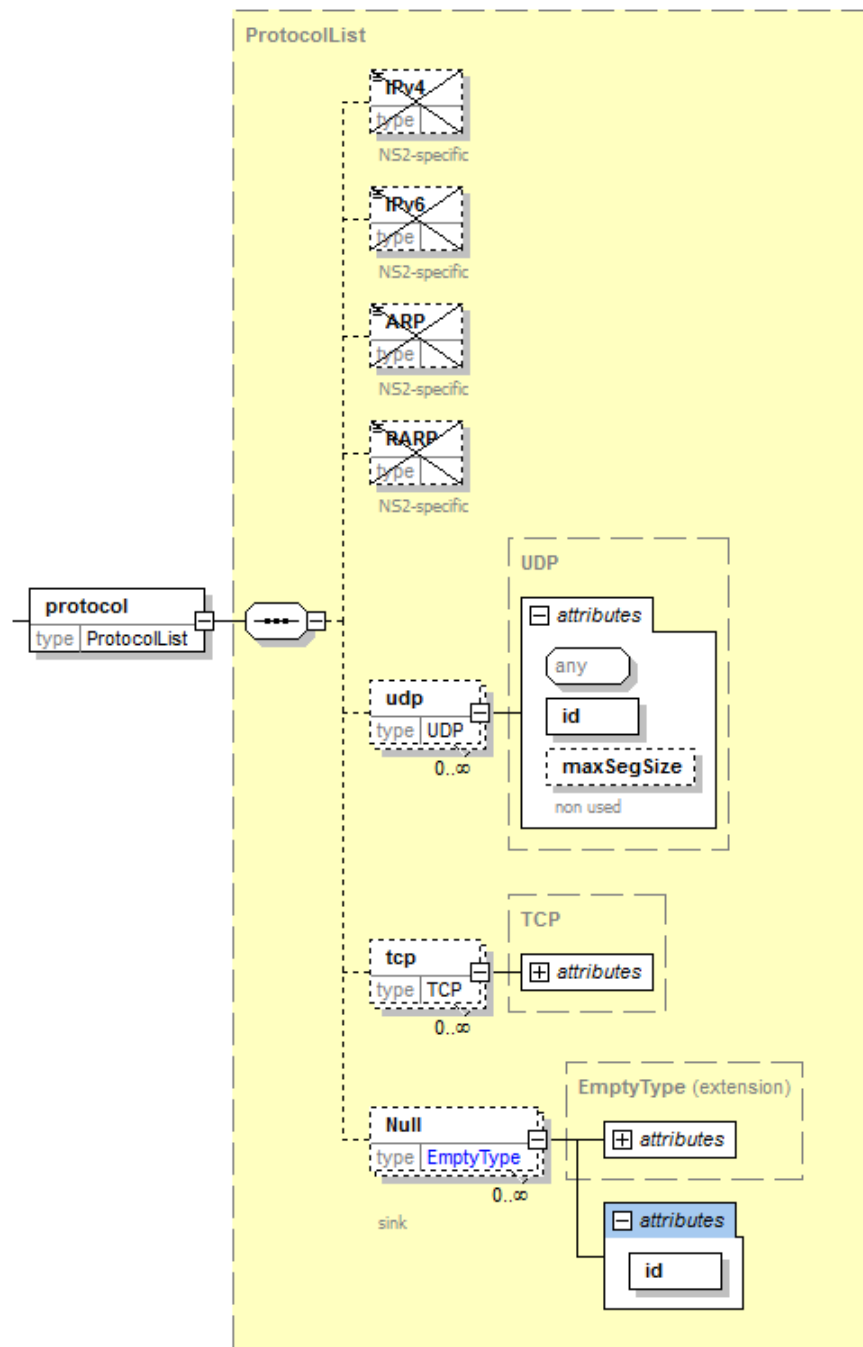 ProtocolList
IPv4
type
NS2-specific
IPv6
type
NS2-specific
ARP
type
NS2-specific
RARP
type
NS2-specific
protocol
type ProtocolList
UDP
attributes
any
id
maxSegSize
non used
udp
type UDP
0..∞
TCP
tcp
type TCP
attributes
0..∞
EmptyType (extension)
Null
type EmptyType
attributes
0..∞
sink
attributes
id